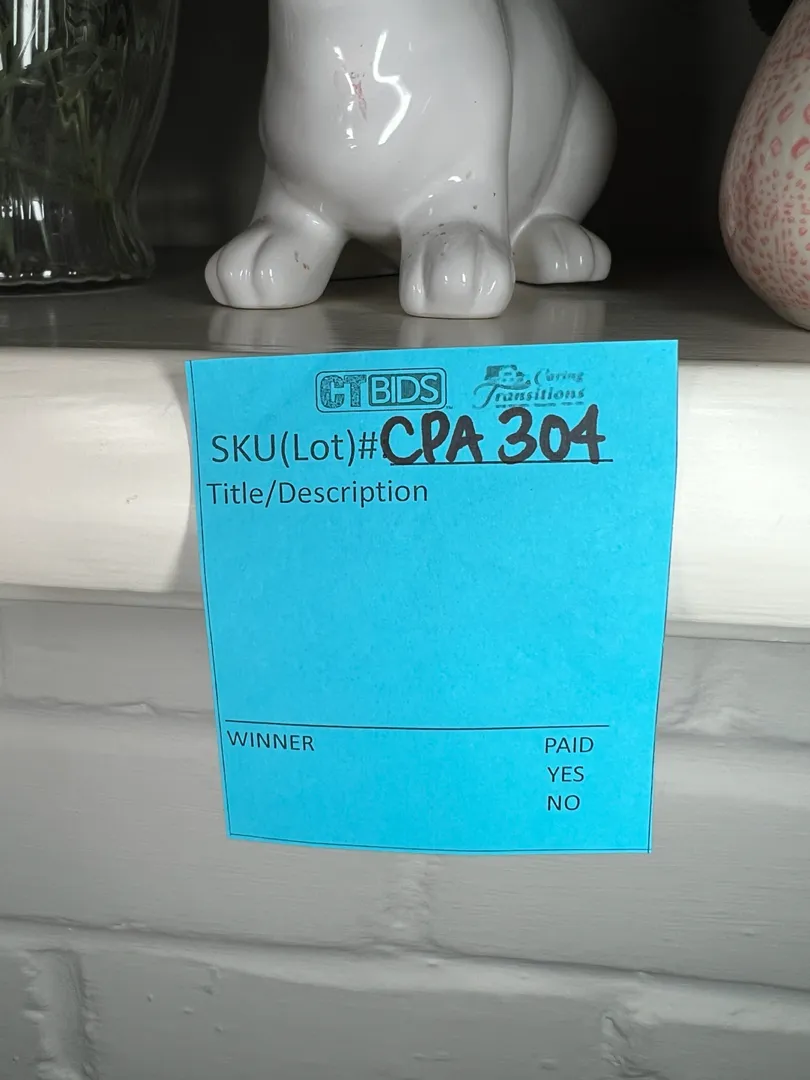 CTBIDS Caring Transitions
SKU(Lot)# CPA 304
Title/Description
WINNER PAID
YES
NO